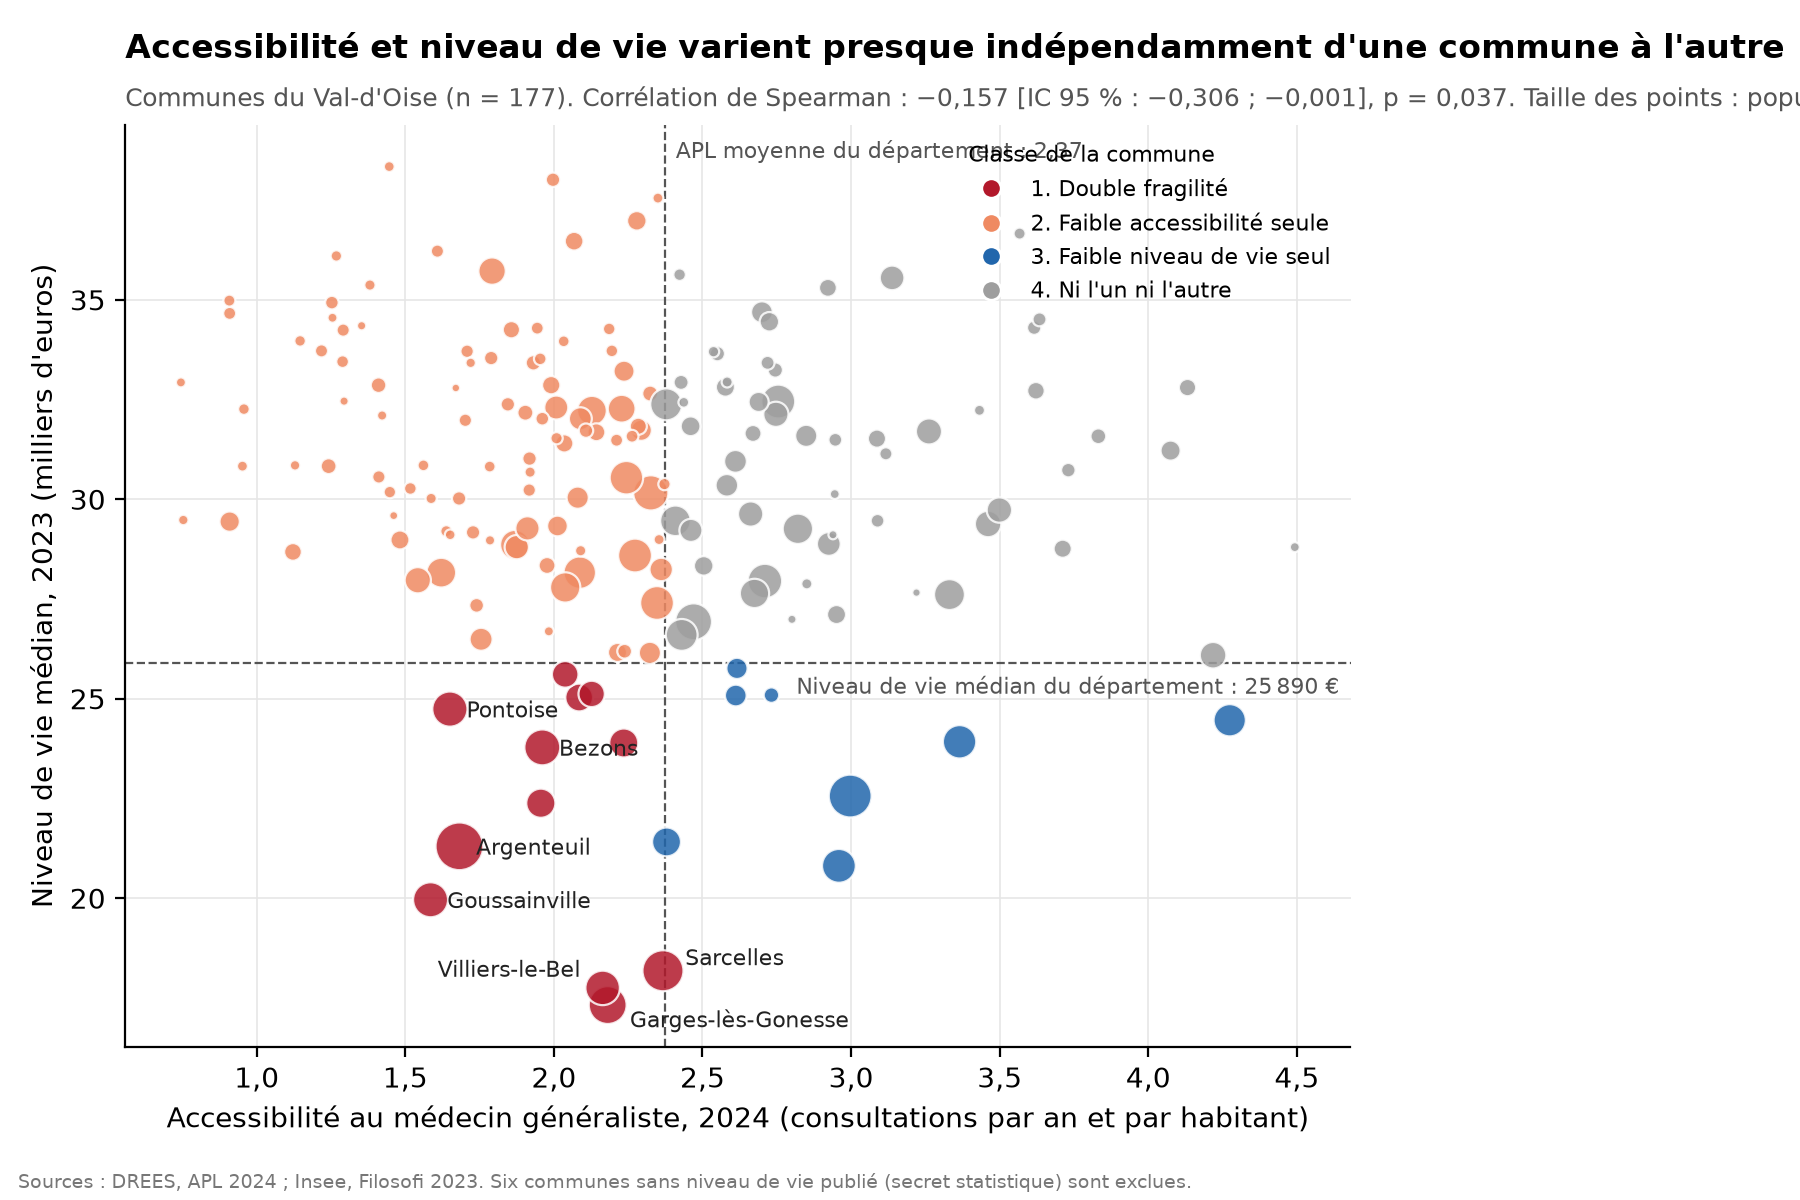 Accessibilité et niveau de vie varient presque indépendamment d'une commune à l'autre
Communes du Val-d'Oise (n = 177). Corrélation de Spearman : −0,157 [IC 95 % : −0,306 ; −0,001], p = 0,037. Taille des points : popu
APL moyenne du département : 2,37
Classe de la commune
1. Double fragilité
2. Faible accessibilité seule
3. Faible niveau de vie seul
4. Ni l'un ni l'autre
Niveau de vie médian, 2023 (milliers d'euros)
35
30
25
20
Niveau de vie médian du département : 25 890 €
Pontoise
Bezons
Argenteuil
Goussainville
Sarcelles
Villiers-le-Bel
Garges-lès-Gonesse
1,0 1,5 2,0 2,5 3,0 3,5 4,0 4,5
Accessibilité au médecin généraliste, 2024 (consultations par an et par habitant)
Sources : DREES, APL 2024 ; Insee, Filosofi 2023. Six communes sans niveau de vie publié (secret statistique) sont exclues.